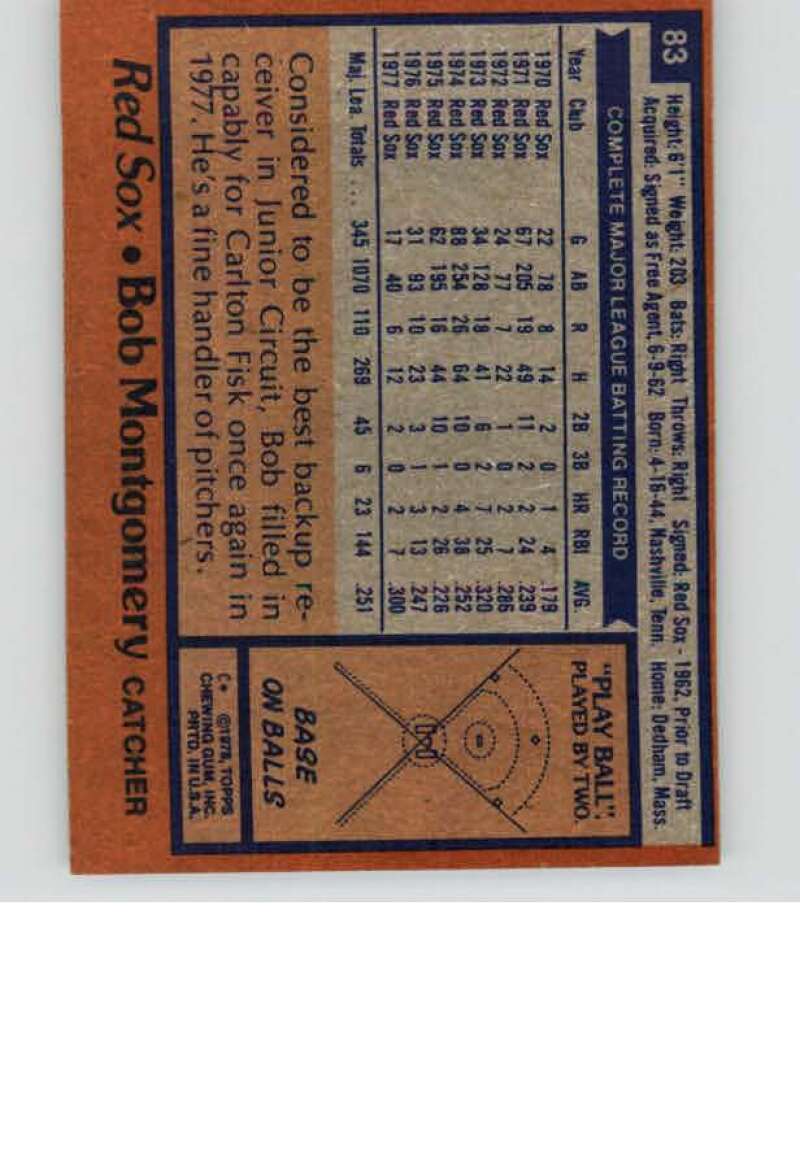 83
Height: 6'1" Weight: 203 Bats: Right Throws: Right Signed: Red Sox - 1962, Prior to Draft
Acquired: Signed as Free Agent, 6-9-62 Born: 4-16-44, Nashville, Tenn. Home: Dedham, Mass.
COMPLETE MAJOR LEAGUE BATTING RECORD
Year Club G AB R H 2B 3B HR RBI AVG.
1970 Red Sox 22 78 8 14 2 0 1 4 .179
1971 Red Sox 67 205 19 49 11 2 2 24 .239
1972 Red Sox 24 77 7 22 1 0 2 7 .286
1973 Red Sox 34 128 18 41 6 2 7 25 .320
1974 Red Sox 88 254 26 64 10 0 4 38 .252
1975 Red Sox 62 195 16 44 10 1 2 26 .226
1976 Red Sox 31 93 10 23 3 1 3 13 .247
1977 Red Sox 17 40 6 12 2 0 2 7 .300
Maj. Lea. Totals ... 345 1070 110 269 45 6 23 144 .251
Considered to be the best backup re-
ceiver in Junior Circuit, Bob filled in
capably for Carlton Fisk once again in
1977. He's a fine handler of pitchers.
"PLAY BALL":
PLAYED BY TWO.
BASE
ON BALLS
C* ©1978, TOPPS
CHEWING GUM, INC.
PRTD. IN U.S.A.
Red Sox • Bob Montgomery CATCHER